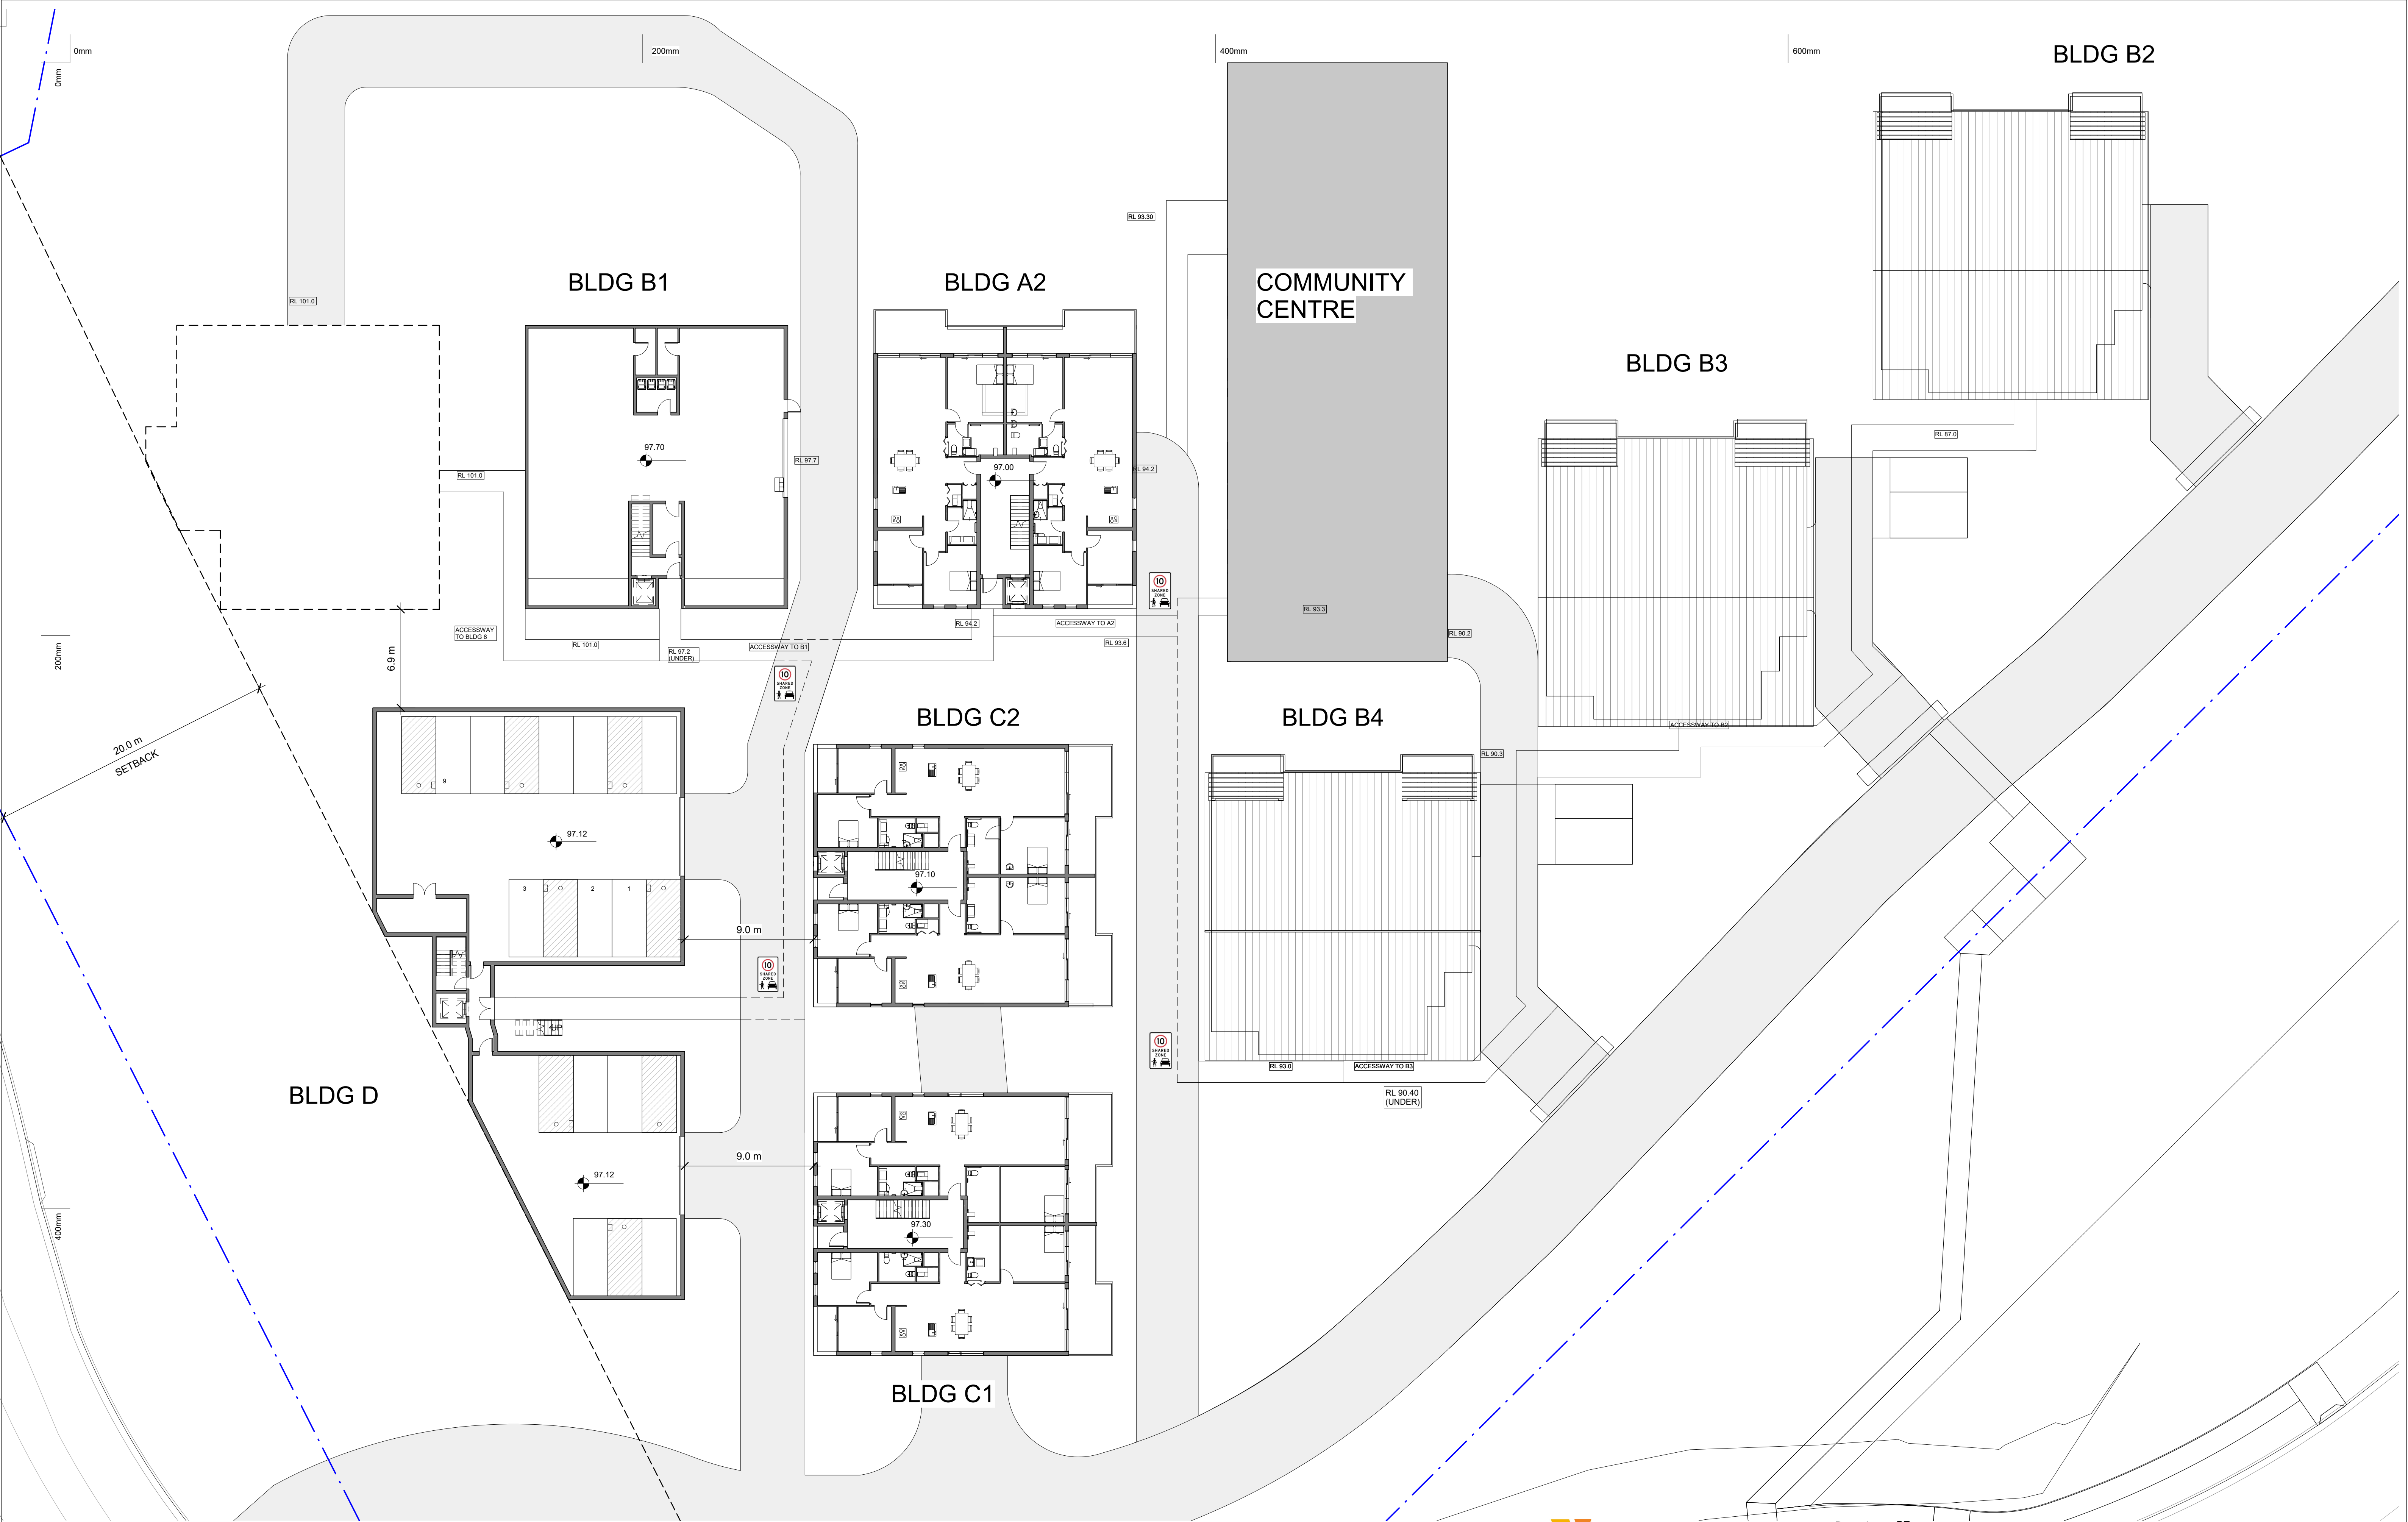 0mm
200mm
400mm
600mm
0mm
BLDG B2
RL 93.30
BLDG B1
BLDG A2
COMMUNITY
CENTRE
RL 101.0
BLDG B3
RL 87.0
97.70
RL 97.7
97.00
RL 94.2
RL 101.0
10
SHARED
ZONE
RL 93.3
ACCESSWAY
TO BLDG 8
RL 101.0
RL 97.2
(UNDER)
ACCESSWAY TO B1
RL 94.2
ACCESSWAY TO A2
RL 93.6
RL 90.2
200mm
6.9 m
10
SHARED
ZONE
20.0 m
SETBACK
BLDG C2
BLDG B4
ACCESSWAY TO B2
RL 90.3
9
97.12
97.10
3
2
1
9.0 m
10
SHARED
ZONE
UP
10
SHARED
ZONE
RL 93.0
ACCESSWAY TO B3
BLDG D
RL 90.40
(UNDER)
9.0 m
97.12
97.30
400mm
BLDG C1